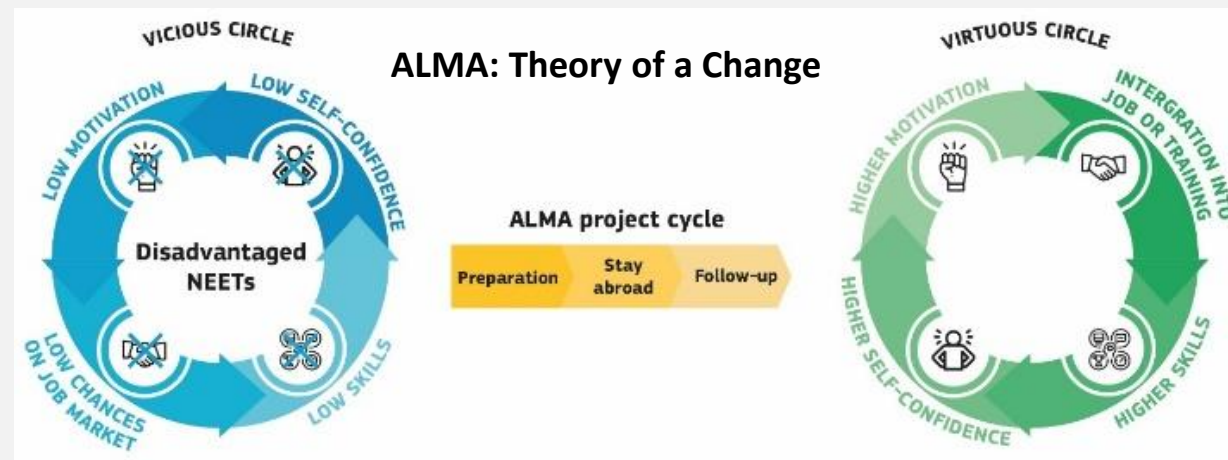 ALMA: Theory of a Change
VICIOUS CIRCLE
LOW MOTIVATION
LOW SELF-CONFIDENCE
Disadvantaged
NEETs
LOW CHANCES
ON JOB MARKET
LOW SKILLS
ALMA project cycle
Preparation
Stay
abroad
Follow-up
VIRTUOUS CIRCLE
HIGHER MOTIVATION
INTERGRATION INTO
JOB OR TRAINING
HIGHER SELF-CONFIDENCE
HIGHER SKILLS